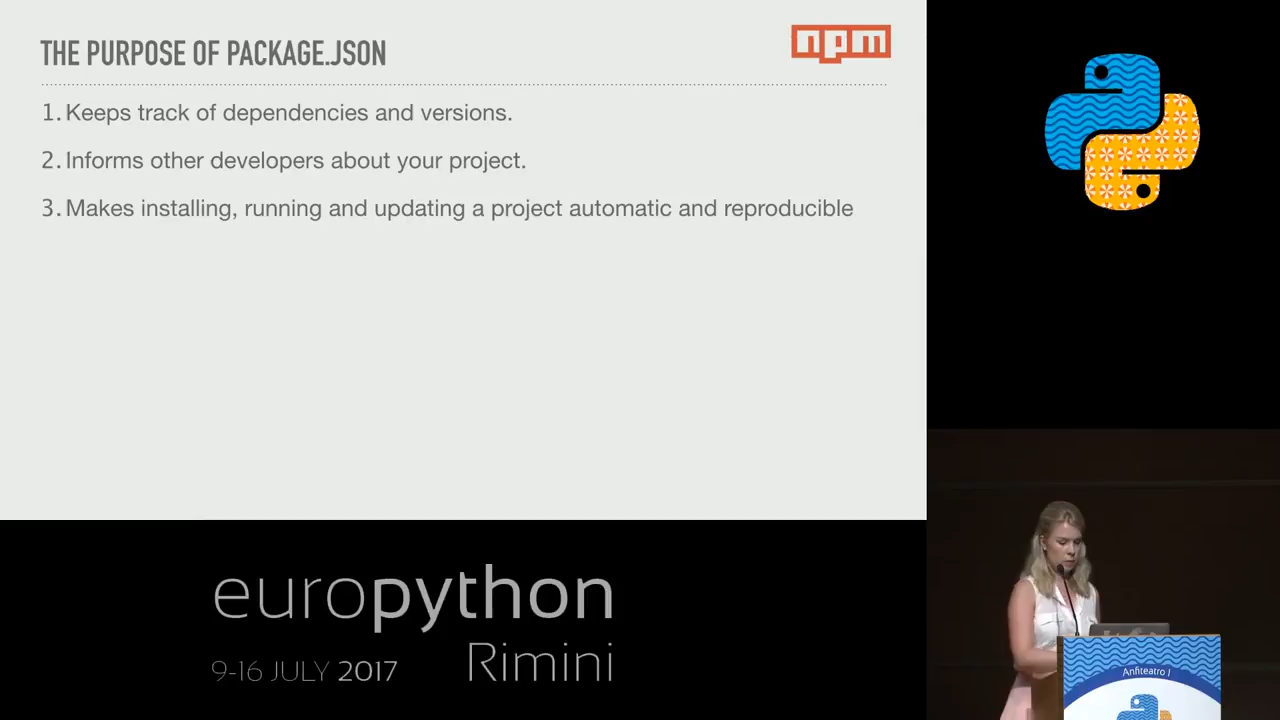 THE PURPOSE OF PACKAGE.JSON
npm
1. Keeps track of dependencies and versions.
2. Informs other developers about your project.
3. Makes installing, running and updating a project automatic and reproducible
europython
Rimini
9-16 JULY 2017
Anfiteatro I